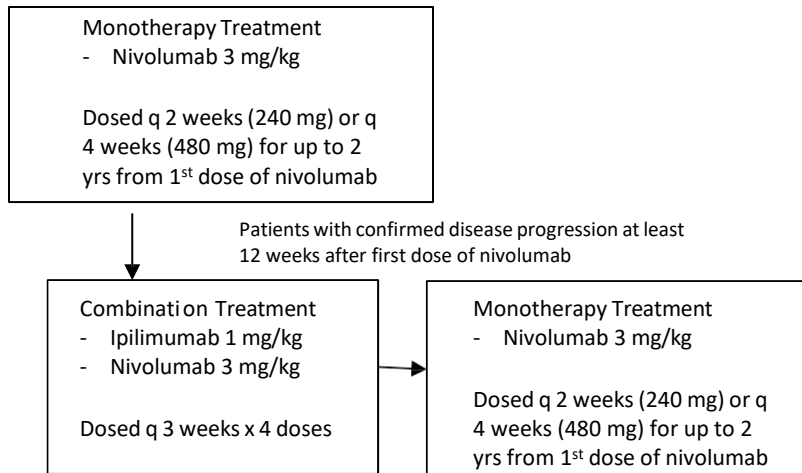 Monotherapy Treatment
- Nivolumab 3 mg/kg
Dosed q 2 weeks (240 mg) or q
4 weeks (480 mg) for up to 2
yrs from 1st dose of nivolumab
Patients with confirmed disease progression at least
12 weeks after first dose of nivolumab
Combination Treatment
- Ipilimumab 1 mg/kg
- Nivolumab 3 mg/kg
Dosed q 3 weeks x 4 doses
Monotherapy Treatment
- Nivolumab 3 mg/kg
Dosed q 2 weeks (240 mg) or q
4 weeks (480 mg) for up to 2
yrs from 1st dose of nivolumab